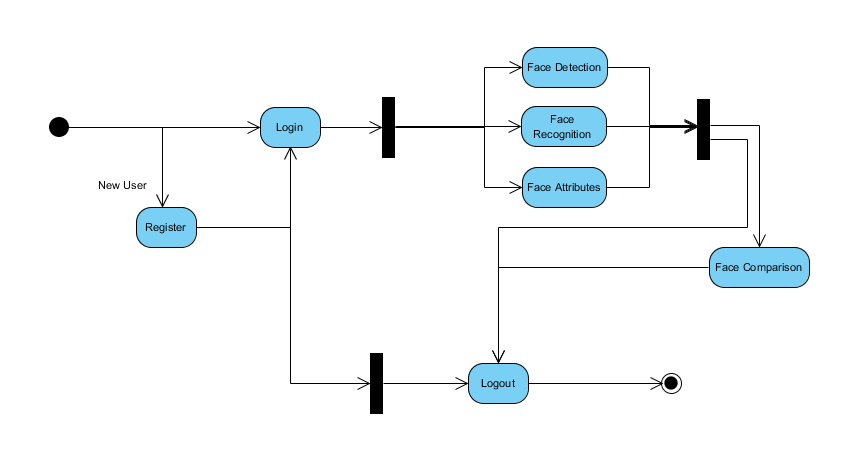 Face Detection
Login
Face
Recognition
New User
Face Attributes
Register
Face Comparison
Logout